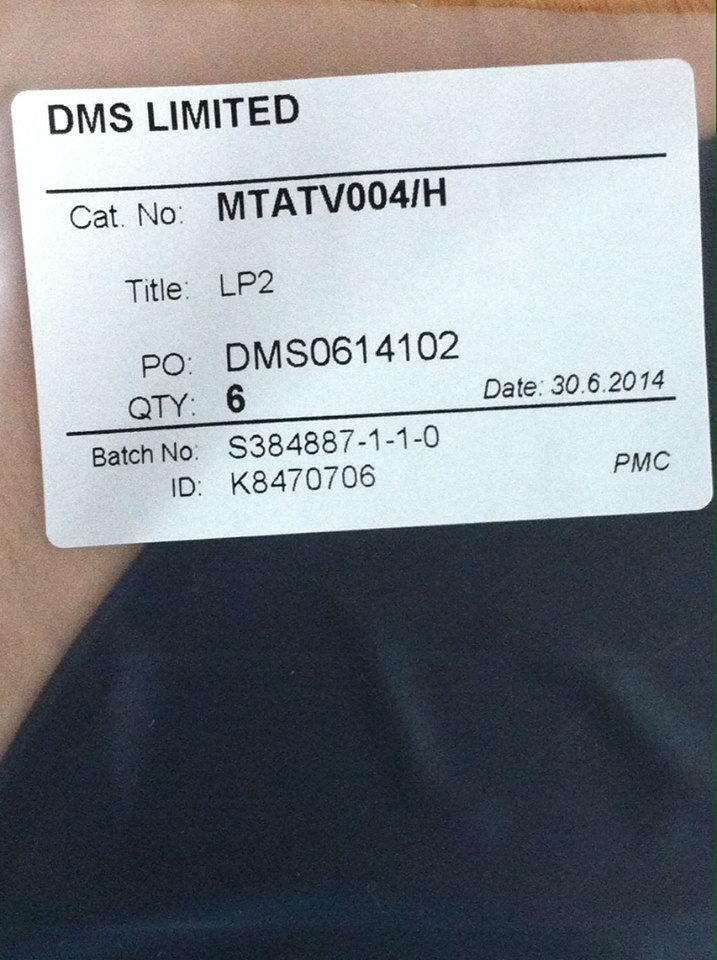 DMS LIMITED
Cat. No: MTATV004/H
Title: LP2
PO: DMS0614102
QTY: 6 Date: 30.6.2014
Batch No: S384887-1-1-0
ID: K8470706 PMC